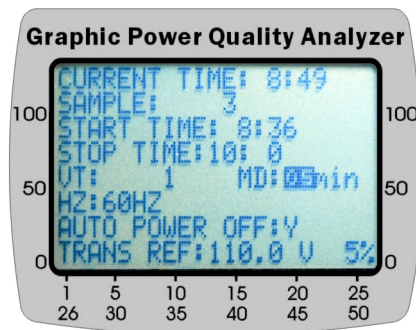 Graphic Power Quality Analyzer
CURRENT TIME: 8:49
SAMPLE: 3
START TIME: 8:36
STOP TIME:10: 0
VT: 1 MD:05min
HZ:60HZ
AUTO POWER OFF:Y
TRANS REF:110.0 V 5%
100 100
50 50
0 0
1 5 10 15 20 25
26 30 35 40 45 50